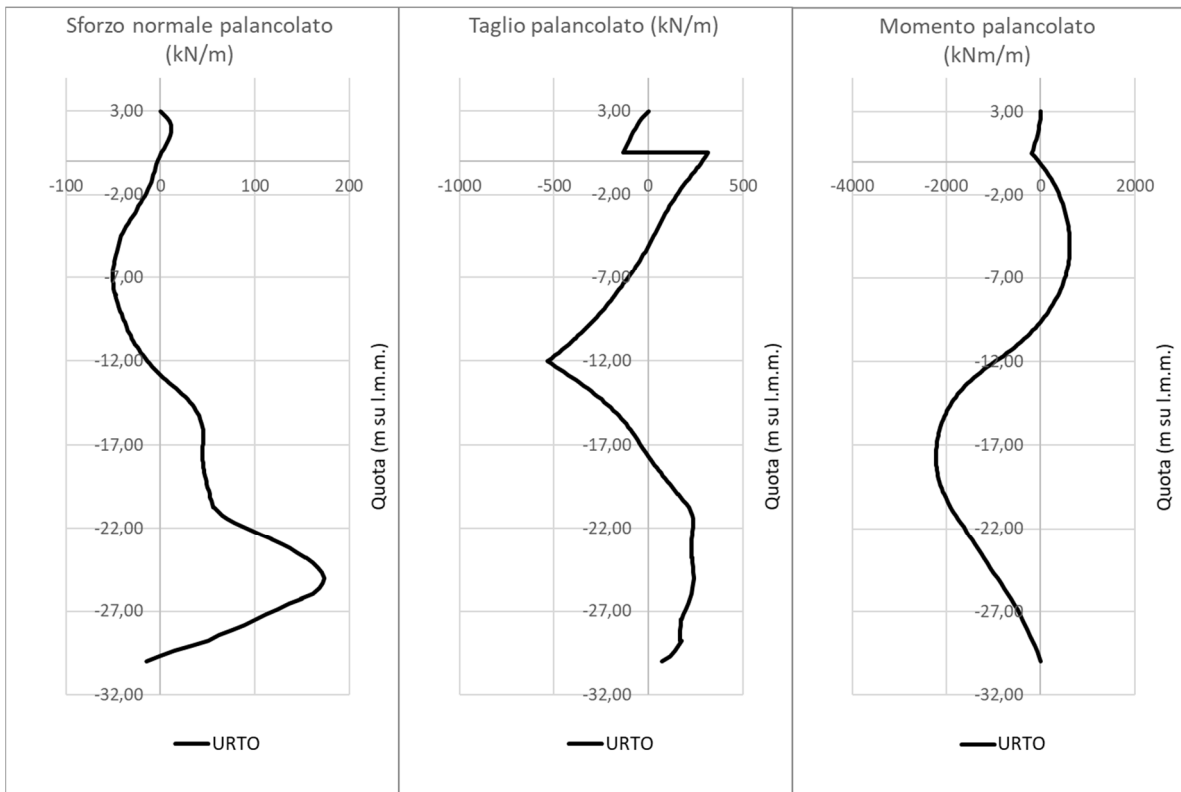 Sforzo normale palancolato
(kN/m)
3,00
-100 0 100 200
-2,00
-7,00
-12,00
-17,00
-22,00
-27,00
-32,00
Quota (m su l.m.m.)
URTO
Taglio palancolato (kN/m)
3,00
-1000 -500 0 500
-2,00
-7,00
-12,00
-17,00
-22,00
-27,00
-32,00
Quota (m su l.m.m.)
URTO
Momento palancolato
(kNm/m)
3,00
-4000 -2000 0 2000
-2,00
-7,00
-12,00
-17,00
-22,00
-27,00
-32,00
Quota (m su l.m.m.)
URTO